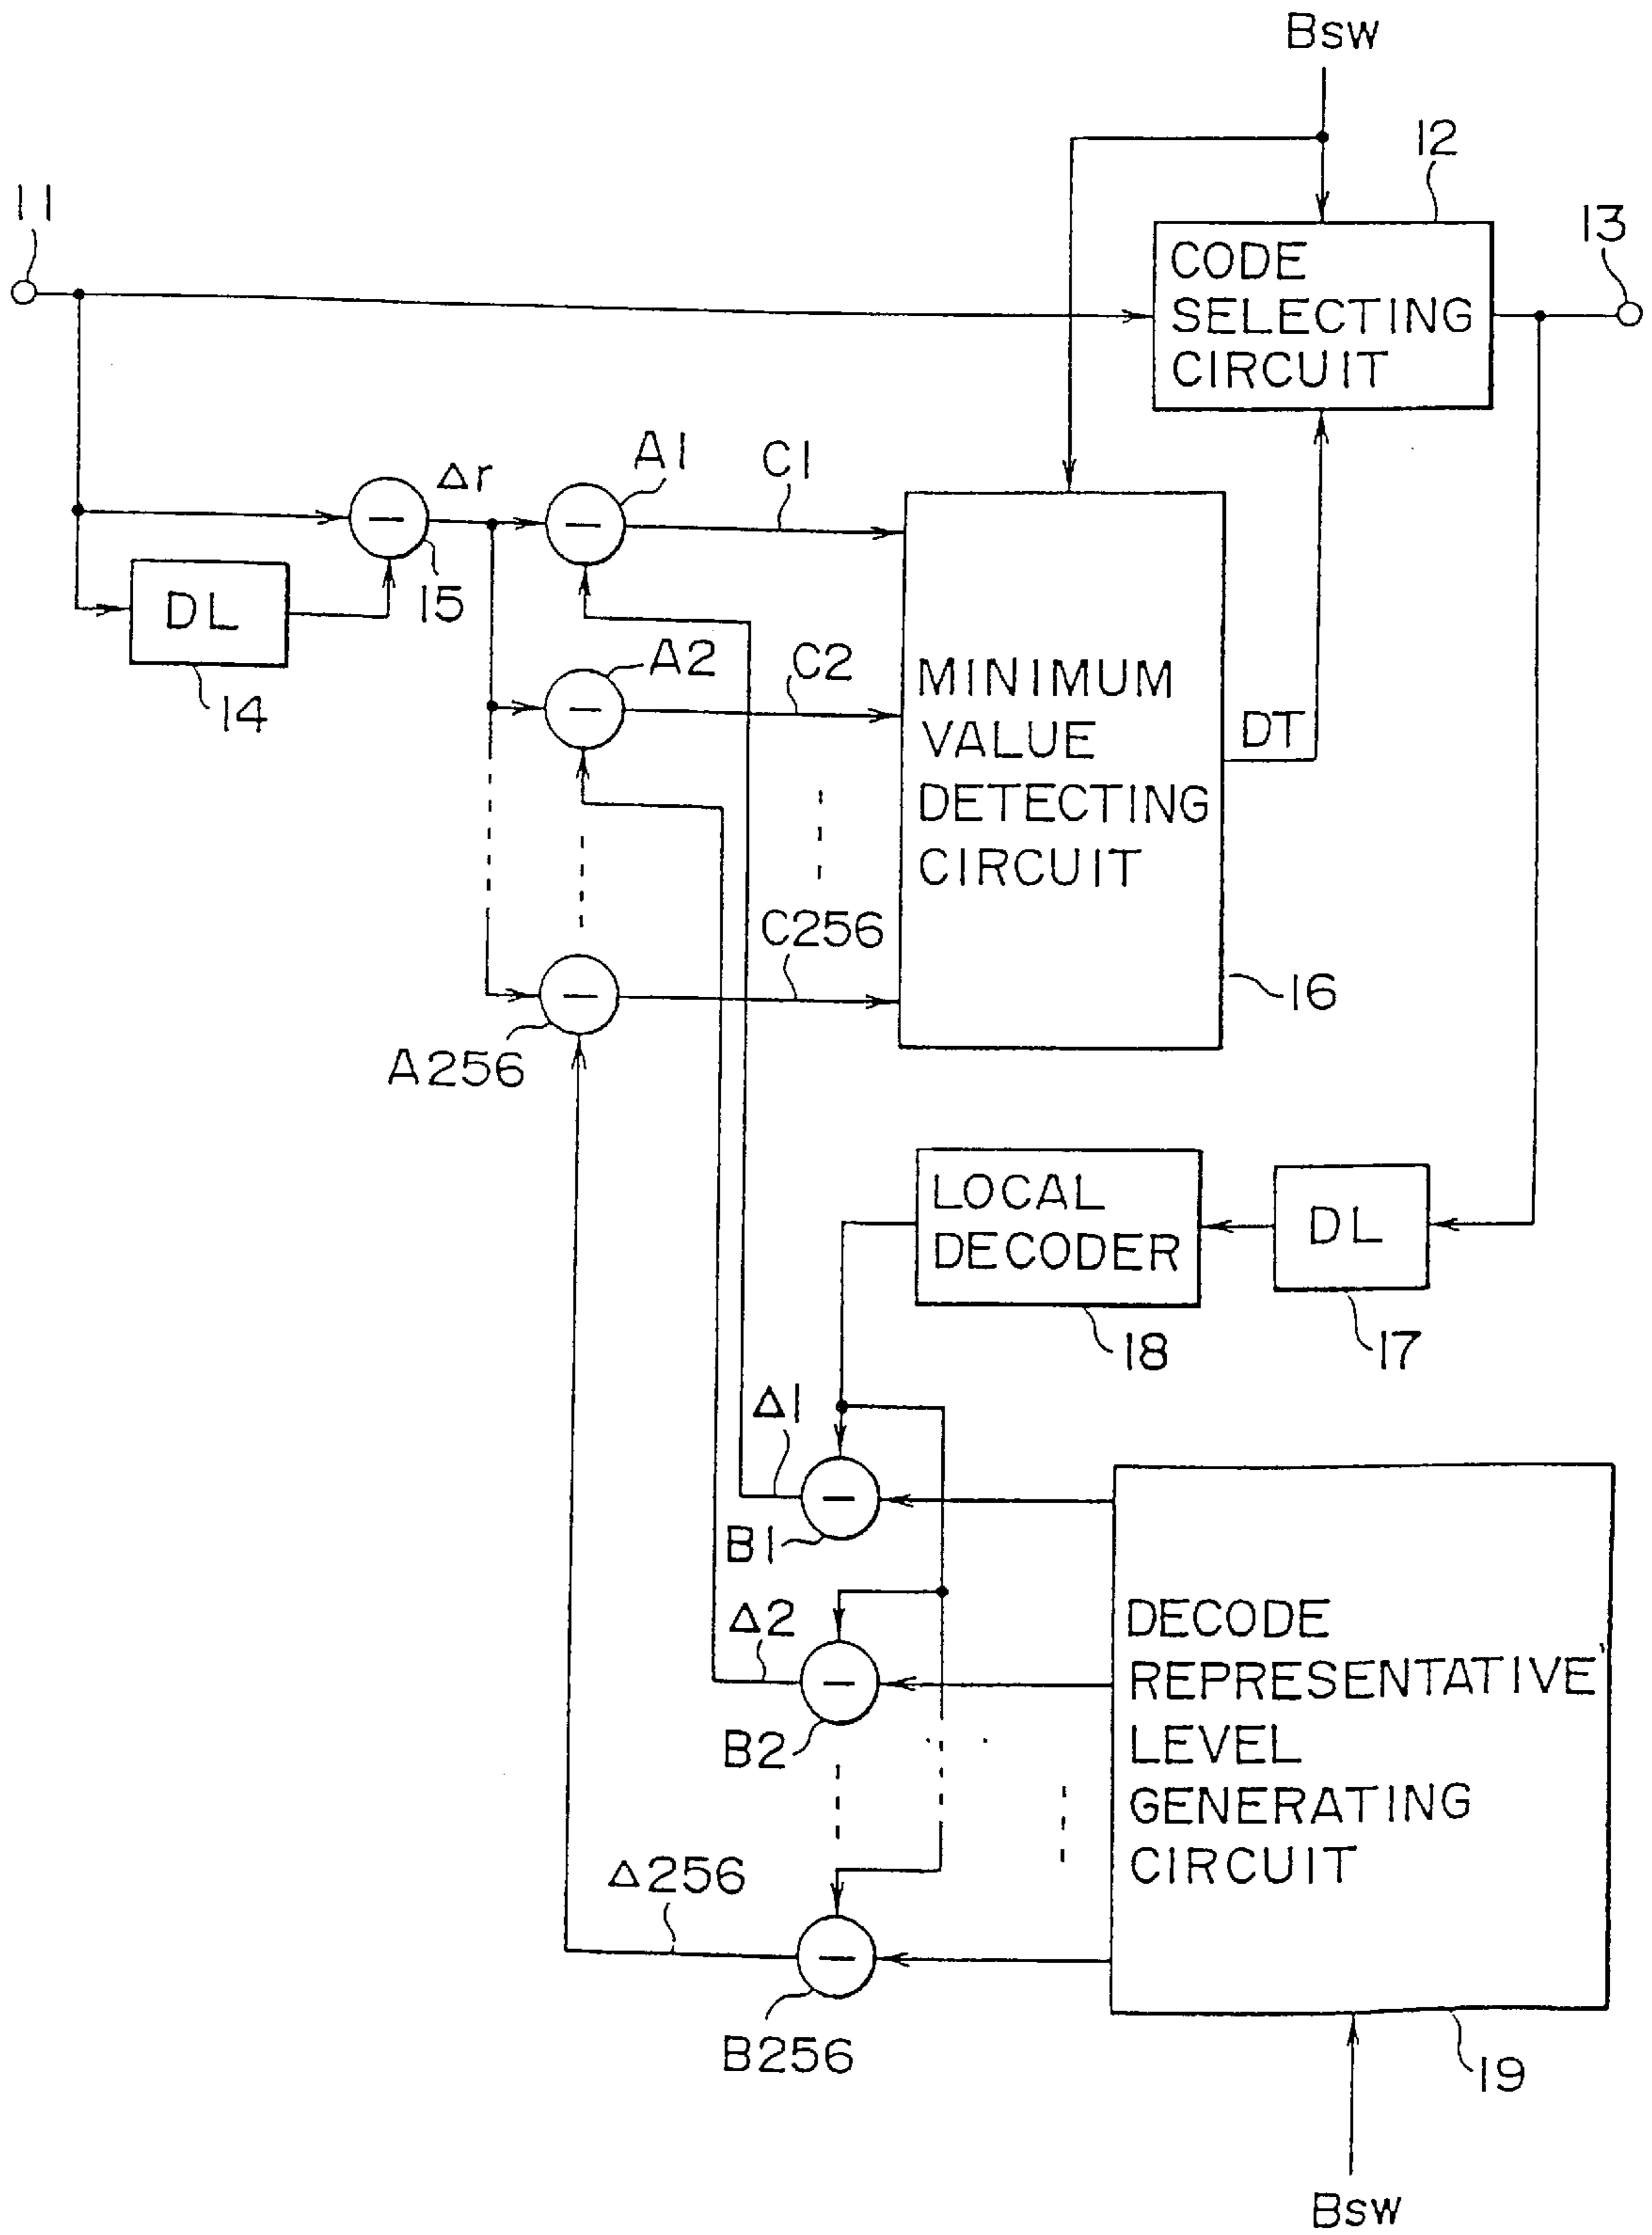 Bsw
12
11
13
CODE
SELECTING
CIRCUIT
A1
C1
Δr
15
DL
14
A2
C2
MINIMUM
VALUE
DETECTING
CIRCUIT
DT
C256
16
A256
LOCAL
DECODER
DL
18
17
Δ1
B1
Δ2
B2
DECODE
REPRESENTATIVE
LEVEL
GENERATING
CIRCUIT
Δ256
B256
19
Bsw